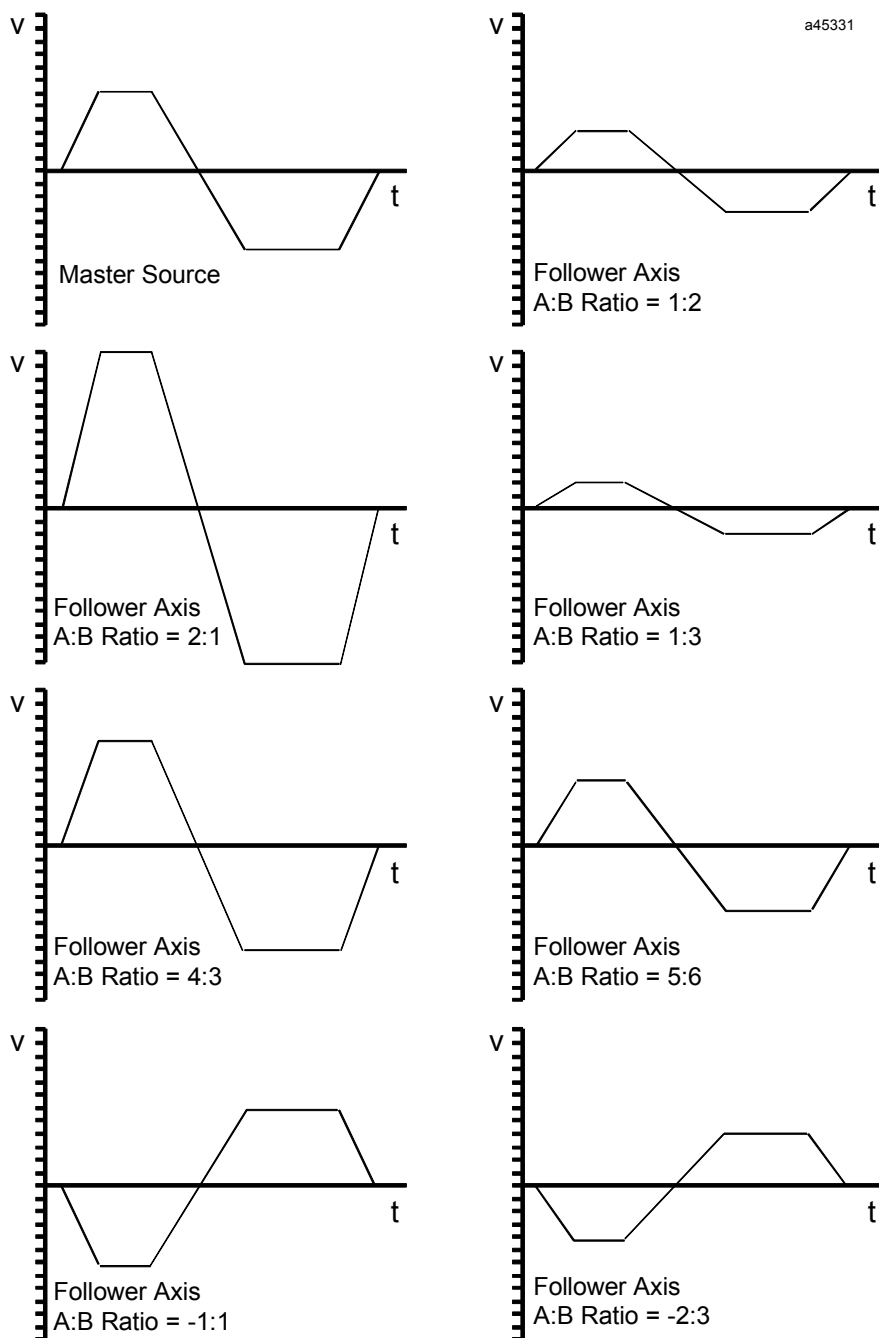 v
v
a45331
t
t
Master Source
Follower Axis
A:B Ratio = 1:2
v
v
t
t
Follower Axis
A:B Ratio = 2:1
Follower Axis
A:B Ratio = 1:3
v
v
t
t
Follower Axis
A:B Ratio = 4:3
Follower Axis
A:B Ratio = 5:6
v
v
t
t
Follower Axis
A:B Ratio = -1:1
Follower Axis
A:B Ratio = -2:3